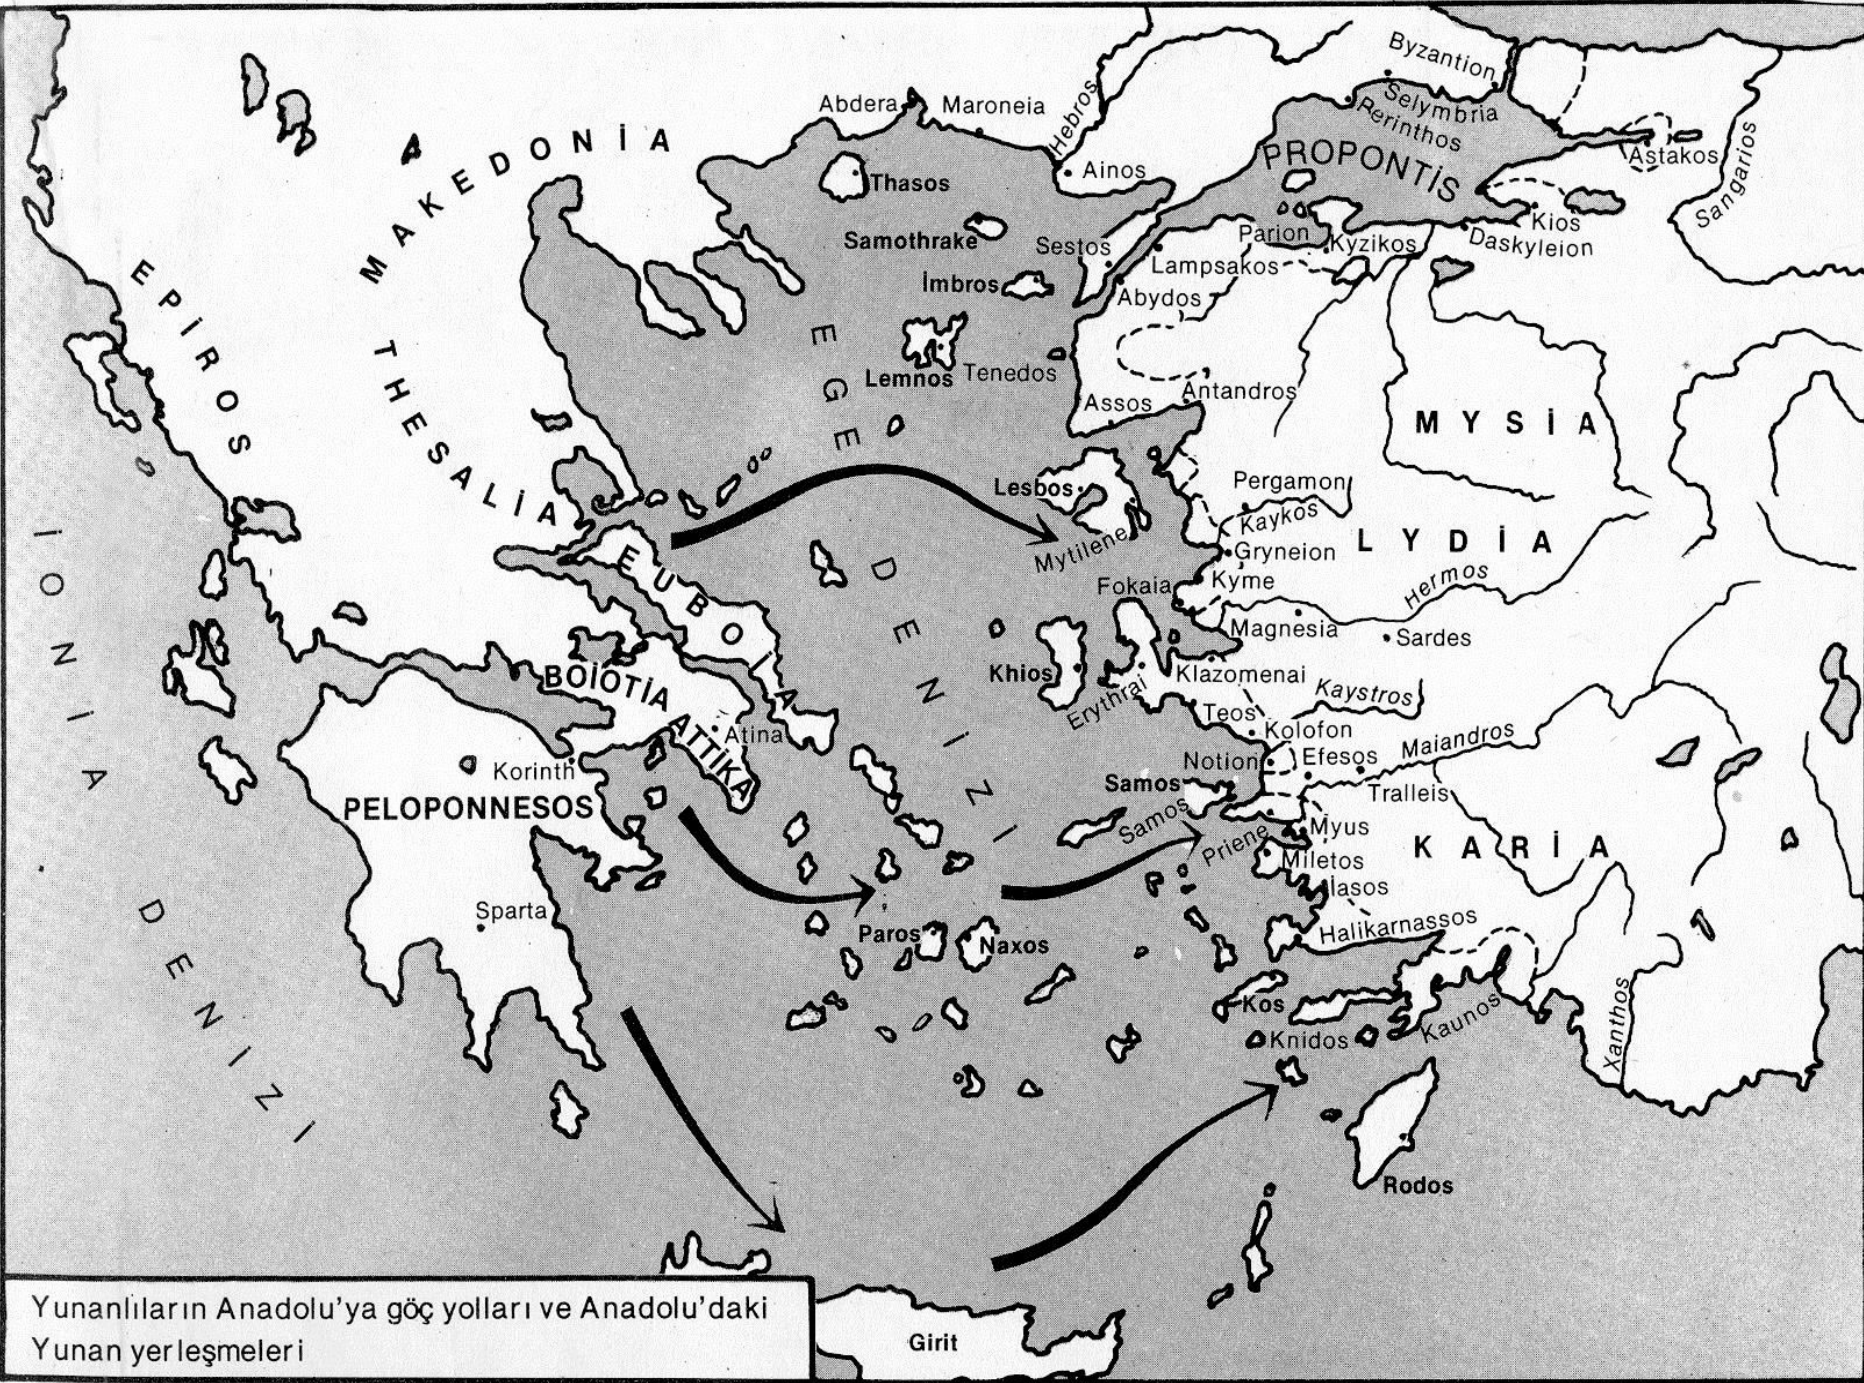 Byzantion
Selymbria
Perinthos
Abdera
Maroneia
Hebros
MAKEDONİA
PROPONTİS
Astakos
Ainos
Thasos
Sangarios
Samothrake
Sestos
Parion
Kyzikos
Kios
Daskyleion
Lampsakos
İmbros
Abydos
EPİROS
THESALİA
EGE DENİZİ
Lemnos
Tenedos
Antandros
Assos
MYSİA
Lesbos
Pergamon
Kaykos
Mytilene
Gryneion
LYDİA
Fokaia
Kyme
Hermos
EUBOİA
Magnesia
Sardes
İONİA DENİZİ
BOİOTİA
Khios
Klazomenai
Erythrai
Kaystros
Teos
ATTİKA
Atina
Kolofon
Notion
Efesos
Maiandros
Korinth
Samos
Samos
Tralleis
PELOPONNESOS
Priene
Myus
KARİA
Miletos
İasos
Sparta
Halikarnassos
Paros
Naxos
Kos
Knidos
Kaunos
Xanthos
Rodos
Girit
Yunanlıların Anadolu'ya göç yolları ve Anadolu'daki
Yunan yerleşmeleri